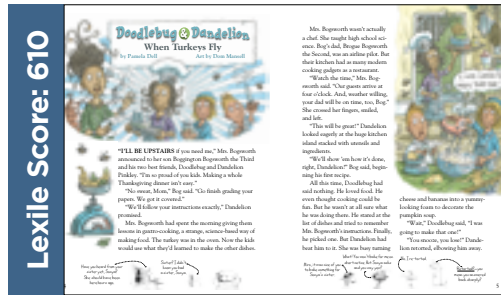 Lexile Score: 610
Doodlebug & Dandelion
When Turkeys Fly
by Pamela Dell
Art by Dom Mansell
"I'LL BE UPSTAIRS if you need me," Mrs. Bogsworth
announced to her son Boggington Bogsworth the Third
and his two best friends, Doodlebug and Dandelion
Pinkley. "I'm so proud of you kids. Making a whole
Thanksgiving dinner isn't easy."
"No sweat, Mom," Bog said. "Go finish grading your
papers. We got it covered."
"We'll follow your instructions exactly," Dandelion
promised.
Mrs. Bogsworth had spent the morning giving them
lessons in gastro-cooking, a strange, science-based way of
making food. The turkey was in the oven. Now the kids
would use what they'd learned to make the other dishes.
Mrs. Bogsworth wasn't actually
a chef. She taught high school sci-
ence. Bog's dad, Brogus Bogsworth
the Second, was an airline pilot. But
their kitchen had as many modern
cooking gadgets as a restaurant.
"Watch the time," Mrs. Bog-
sworth said. "Our guests arrive at
four o'clock. And, weather willing,
your dad will be on time, too, Bog."
She crossed her fingers, smiled,
and left.
"This will be great!" Dandelion
looked eagerly at the huge kitchen
island stacked with utensils and
ingredients.
"We'll show 'em how it's done,
right, Dandelion?" Bog said, begin-
ning his first recipe.
All this time, Doodlebug had
said nothing. He loved food. He
even thought cooking could be
fun. But he wasn't at all sure what
he was doing there. He stared at the
list of dishes and tried to remember
Mrs. Bogsworth's instructions. Finally,
he picked one. But Dandelion had
beat him to it. She was busy turning
cheese and bananas into a yummy-
looking foam to decorate the
pumpkin soup.
"Wait," Doodlebug said, "I was
going to make that one!"
"You snooze, you lose!" Dande-
lion retorted, elbowing him away.
5